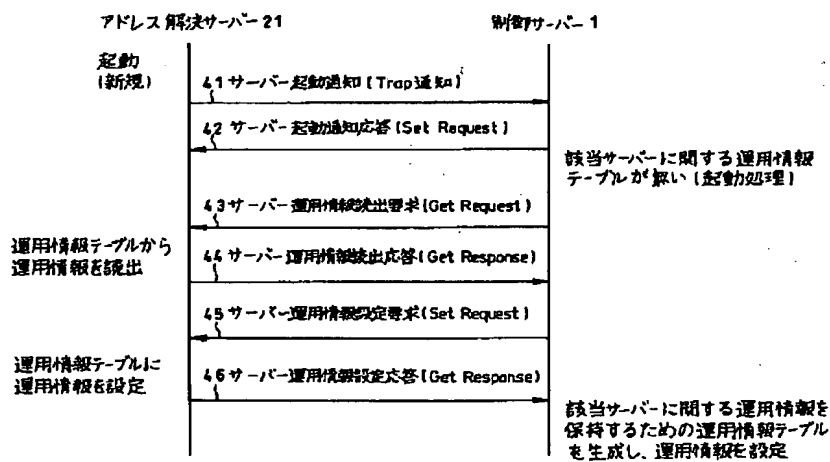 アドレス解決サーバー21
制御サーバー1
起動
(新規)
41サーバー起動通知(Trap通知)
42 サーバー起動通知応答(Set Request)
該当サーバーに関する運用情報
テーブルが無い(起動処理)
43サーバー運用情報読出要求(Get Request)
運用情報テーブルから
運用情報を読出
44サーバー運用情報読出応答(Get Response)
45サーバー運用情報設定要求(Set Request)
運用情報テーブルに
運用情報を設定
46サーバー運用情報設定応答(Get Response)
該当サーバーに関する運用情報を
保持するための運用情報テーブル
を生成し、運用情報を設定